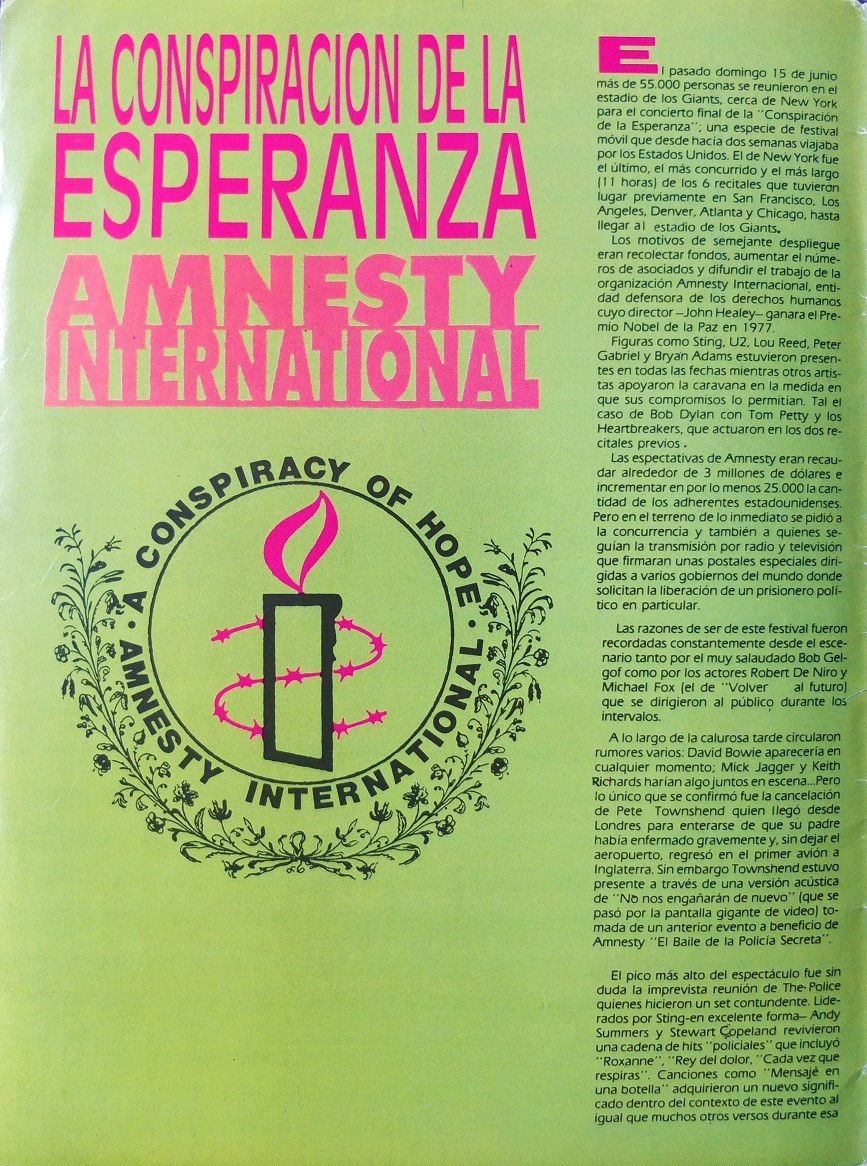 LA CONSPIRACION DE LA
ESPERANZA
AMNESTY
INTERNATIONAL
A CONSPIRACY OF HOPE
· AMNESTY INTERNATIONAL ·
El pasado domingo 15 de junio
más de 55.000 personas se reunieron en el
estadio de los Giants, cerca de New York
para el concierto final de la "Conspiración
de la Esperanza"; una especie de festival
móvil que desde hacía dos semanas viajaba
por los Estados Unidos. El de New York fue
el último, el más concurrido y el más largo
(11 horas) de los 6 recitales que tuvieron
lugar previamente en San Francisco, Los
Angeles, Denver, Atlanta y Chicago, hasta
llegar al estadio de los Giants.
Los motivos de semejante despliegue
eran recolectar fondos, aumentar el núme-
ros de asociados y difundir el trabajo de la
organización Amnesty Internacional, enti-
dad defensora de los derechos humanos
cuyo director —John Healey— ganara el Pre-
mio Nobel de la Paz en 1977.
Figuras como Sting, U2, Lou Reed, Peter
Gabriel y Bryan Adams estuvieron presen-
tes en todas las fechas mientras otros artis-
tas apoyaron la caravana en la medida en
que sus compromisos lo permitían. Tal el
caso de Bob Dylan con Tom Petty y los
Heartbreakers, que actuaron en los dos re-
citales previos.
Las espectativas de Amnesty eran recau-
dar alrededor de 3 millones de dólares e
incrementar en por lo menos 25.000 la can-
tidad de los adherentes estadounidenses.
Pero en el terreno de lo inmediato se pidió a
la concurrencia y también a quienes se-
guían la transmisión por radio y televisión
que firmaran unas postales especiales diri-
gidas a varios gobiernos del mundo donde
solicitan la liberación de un prisionero polí-
tico en particular.
Las razones de ser de este festival fueron
recordadas constantemente desde el esce-
nario tanto por el muy salaudado Bob Gel-
gof como por los actores Robert De Niro y
Michael Fox (el de "Volver al futuro)
que se dirigieron al público durante los
intervalos.
A lo largo de la calurosa tarde circularon
rumores varios: David Bowie aparecería en
cualquier momento; Mick Jagger y Keith
Richards harían algo juntos en escena...Pero
lo único que se confirmó fue la cancelación
de Pete Townshend quien llegó desde
Londres para enterarse de que su padre
había enfermado gravemente y, sin dejar el
aeropuerto, regresó en el primer avión a
Inglaterra. Sin embargo Townshend estuvo
presente a través de una versión acústica
de "No nos engañarán de nuevo" (que se
pasó por la pantalla gigante de video) to-
mada de un anterior evento a beneficio de
Amnesty "El Baile de la Policía Secreta".
El pico más alto del espectáculo fue sin
duda la imprevista reunión de The Police
quienes hicieron un set contundente. Lide-
rados por Sting-en excelente forma— Andy
Summers y Stewart Copeland revivieron
una cadena de hits "policiales" que incluyó
"Roxanne", "Rey del dolor, "Cada vez que
respiras". Canciones como "Mensaje en
una botella" adquirieron un nuevo signifi-
cado dentro del contexto de este evento al
igual que muchos otros versos durante esa